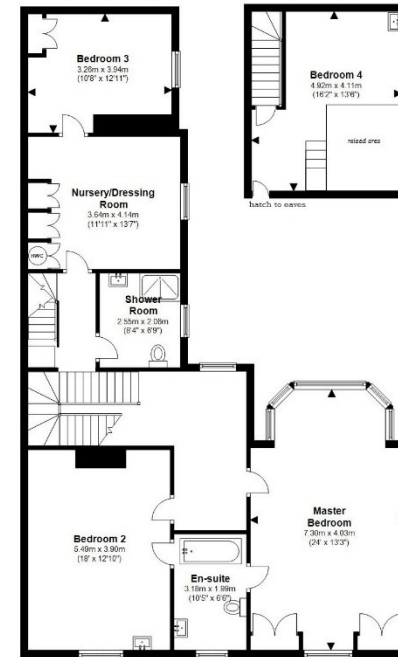 Bedroom 3
3.26m x 3.94m
(10'8" x 12'11")
Bedroom 4
4.92m x 4.11m
(16'2" x 13'6")
raised area
hatch to eaves
Nursery/Dressing
Room
3.64m x 4.14m
(11'11" x 13'7")
HWC
Shower
Room
2.55m x 2.06m
(8'4" x 6'9")
Bedroom 2
5.49m x 3.90m
(18' x 12'10")
Master
Bedroom
7.30m x 4.03m
(24' x 13'3")
En-suite
3.18m x 1.99m
(10'5" x 6'6")